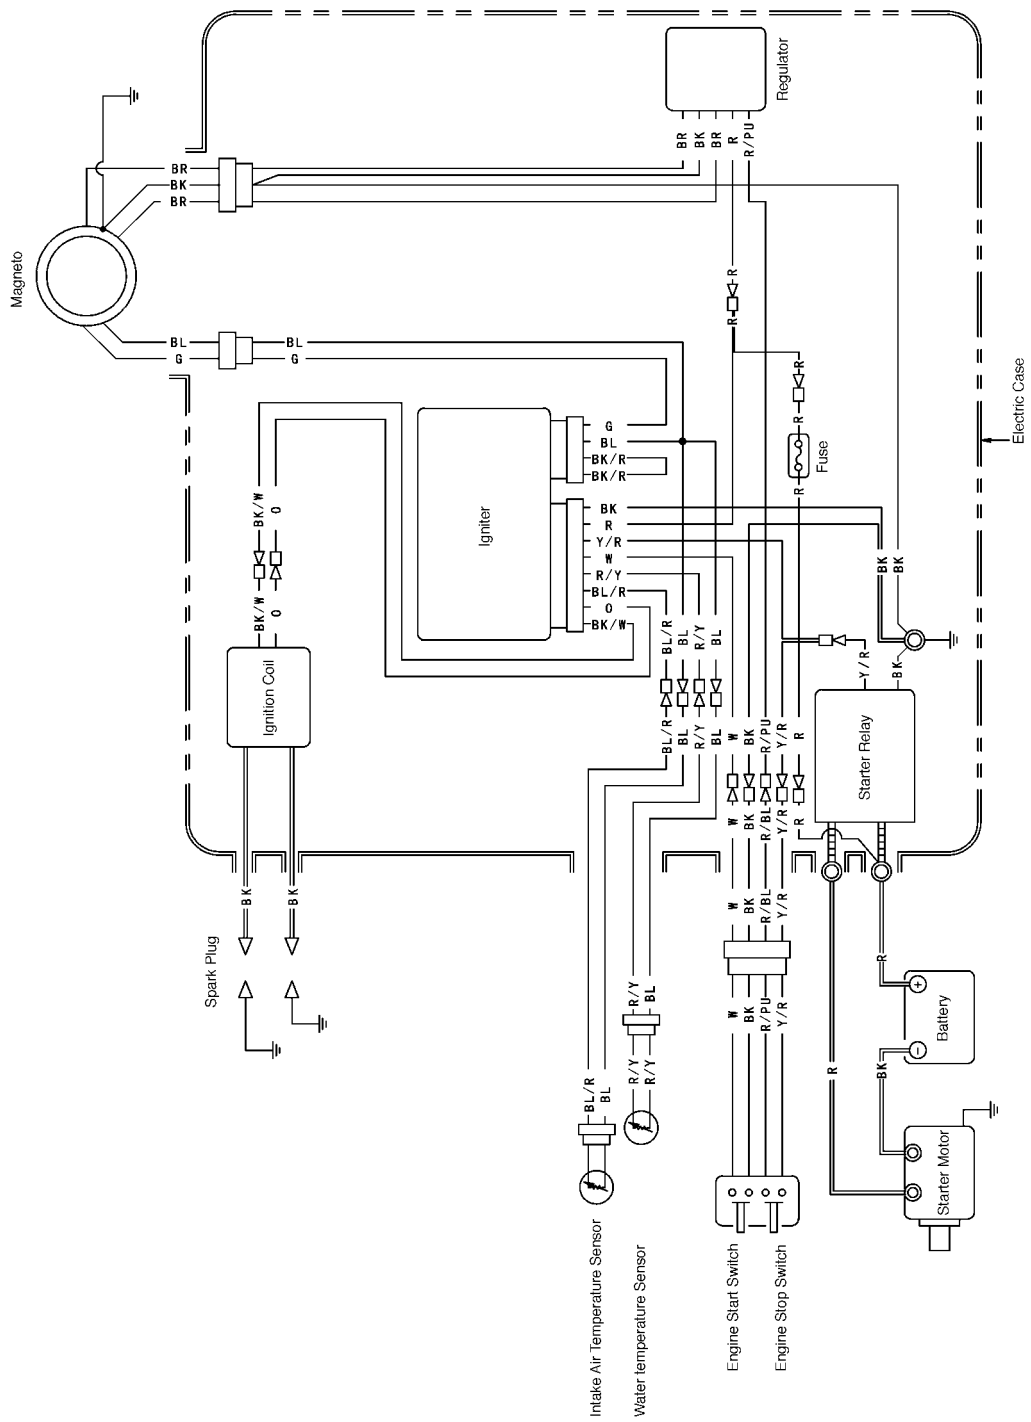 Regulator
BR
BK
BR
R
R/PU
BR
BK
BR
Magneto
R
R
BL
G
BL
G
R
R
Fuse
R
Electric Case
Igniter
G
BL
BK/R
BK/R
BK
R
Y/R
W
R/Y
BL/R
O
BK/W
BK/W
O
BK/W
O
BK
BK
BL/R
BL
R/Y
BL
Y/R
BK
Ignition Coil
BL/R
BL
R/Y
BL
W
BK
R/PU
Y/R
R
Starter Relay
W
BK
R/BL
Y/R
R
BK
BK
W
BK
R/BL
Y/R
Spark Plug
R
R/Y
BL
W
BK
R/PU
Y/R
Battery
+
−
BL/R
BL
R/Y
R/Y
R
BK
Starter Motor
Intake Air Temperature Sensor
Water temperature Sensor
Engine Start Switch
Engine Stop Switch